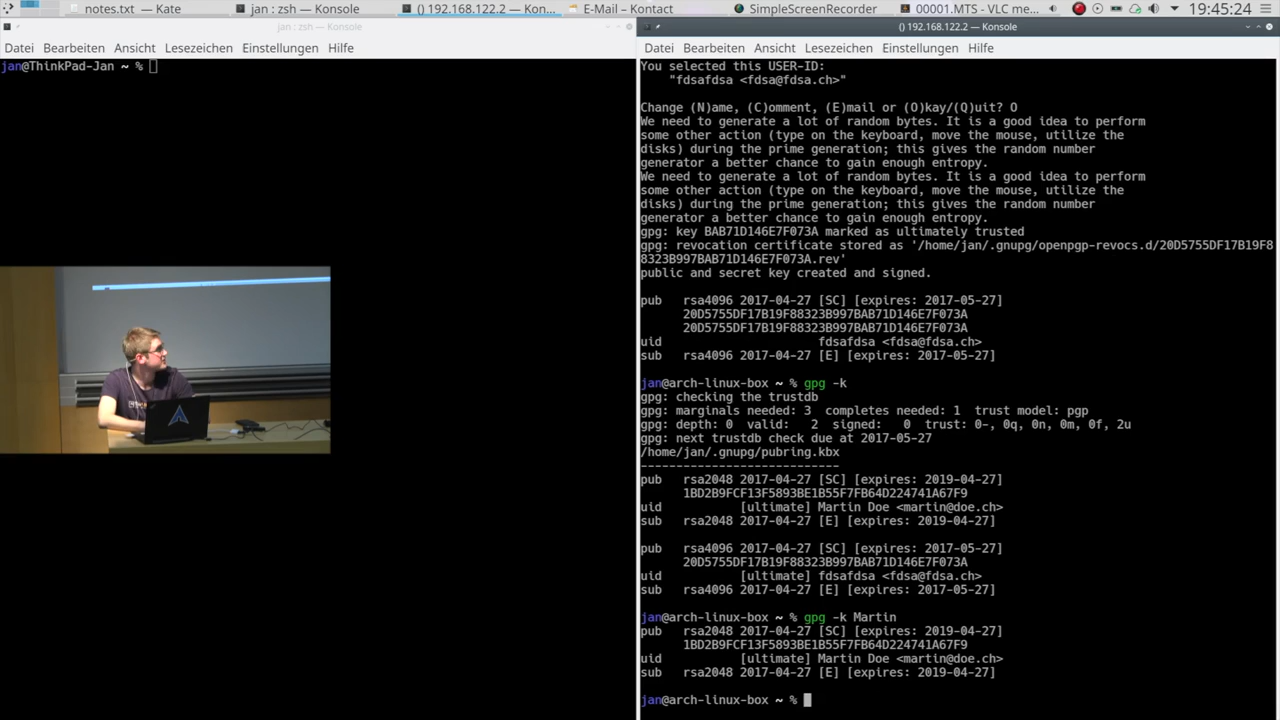 notes.txt — Kate
jan : zsh — Konsole
() 192.168.122.2 — Kon...
E-Mail – Kontact
SimpleScreenRecorder
00001.MTS - VLC me...
19:45:24
jan : zsh — Konsole
Datei Bearbeiten Ansicht Lesezeichen Einstellungen Hilfe
jan@ThinkPad-Jan ~ %
() 192.168.122.2 — Konsole
Datei Bearbeiten Ansicht Lesezeichen Einstellungen Hilfe
You selected this USER-ID:
"fdsafdsa <fdsa@fdsa.ch>"
Change (N)ame, (C)omment, (E)mail or (O)kay/(Q)uit? O
We need to generate a lot of random bytes. It is a good idea to perform
some other action (type on the keyboard, move the mouse, utilize the
disks) during the prime generation; this gives the random number
generator a better chance to gain enough entropy.
We need to generate a lot of random bytes. It is a good idea to perform
some other action (type on the keyboard, move the mouse, utilize the
disks) during the prime generation; this gives the random number
generator a better chance to gain enough entropy.
gpg: key BAB71D146E7F073A marked as ultimately trusted
gpg: revocation certificate stored as '/home/jan/.gnupg/openpgp-revocs.d/20D5755DF17B19F8
8323B997BAB71D146E7F073A.rev'
public and secret key created and signed.
pub rsa4096 2017-04-27 [SC] [expires: 2017-05-27]
20D5755DF17B19F88323B997BAB71D146E7F073A
20D5755DF17B19F88323B997BAB71D146E7F073A
uid fdsafdsa <fdsa@fdsa.ch>
sub rsa4096 2017-04-27 [E] [expires: 2017-05-27]
jan@arch-linux-box ~ % gpg -k
gpg: checking the trustdb
gpg: marginals needed: 3 completes needed: 1 trust model: pgp
gpg: depth: 0 valid: 2 signed: 0 trust: 0-, 0q, 0n, 0m, 0f, 2u
gpg: next trustdb check due at 2017-05-27
/home/jan/.gnupg/pubring.kbx
----------------------------
pub rsa2048 2017-04-27 [SC] [expires: 2019-04-27]
1BD2B9FCF13F5893BE1B55F7FB64D224741A67F9
uid [ultimate] Martin Doe <martin@doe.ch>
sub rsa2048 2017-04-27 [E] [expires: 2019-04-27]
pub rsa4096 2017-04-27 [SC] [expires: 2017-05-27]
20D5755DF17B19F88323B997BAB71D146E7F073A
uid [ultimate] fdsafdsa <fdsa@fdsa.ch>
sub rsa4096 2017-04-27 [E] [expires: 2017-05-27]
jan@arch-linux-box ~ % gpg -k Martin
pub rsa2048 2017-04-27 [SC] [expires: 2019-04-27]
1BD2B9FCF13F5893BE1B55F7FB64D224741A67F9
uid [ultimate] Martin Doe <martin@doe.ch>
sub rsa2048 2017-04-27 [E] [expires: 2019-04-27]
jan@arch-linux-box ~ %